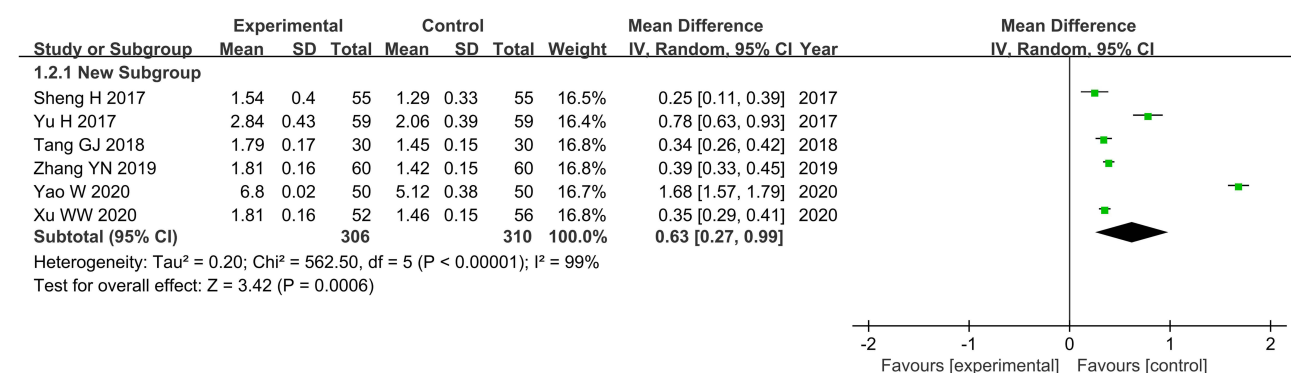 Experimental Control Mean Difference Mean Difference
Study or Subgroup Mean SD Total Mean SD Total Weight IV, Random, 95% CI Year IV, Random, 95% CI
1.2.1 New Subgroup
Sheng H 2017 1.54 0.4 55 1.29 0.33 55 16.5% 0.25 [0.11, 0.39] 2017
Yu H 2017 2.84 0.43 59 2.06 0.39 59 16.4% 0.78 [0.63, 0.93] 2017
Tang GJ 2018 1.79 0.17 30 1.45 0.15 30 16.8% 0.34 [0.26, 0.42] 2018
Zhang YN 2019 1.81 0.16 60 1.42 0.15 60 16.8% 0.39 [0.33, 0.45] 2019
Yao W 2020 6.8 0.02 50 5.12 0.38 50 16.7% 1.68 [1.57, 1.79] 2020
Xu WW 2020 1.81 0.16 52 1.46 0.15 56 16.8% 0.35 [0.29, 0.41] 2020
Subtotal (95% CI) 306 310 100.0% 0.63 [0.27, 0.99]
Heterogeneity: Tau² = 0.20; Chi² = 562.50, df = 5 (P < 0.00001); I² = 99%
Test for overall effect: Z = 3.42 (P = 0.0006)
-2 -1 0 1 2
Favours [experimental] Favours [control]